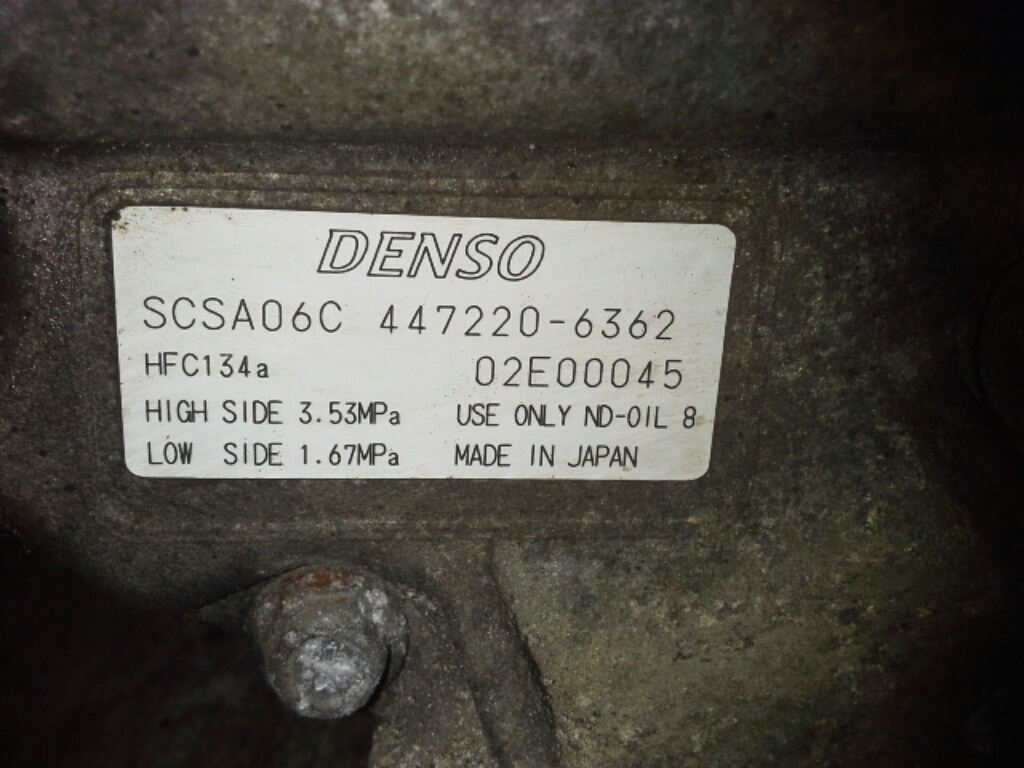 DENSO
SCSA06C 447220-6362
HFC134a 02E00045
HIGH SIDE 3.53MPa USE ONLY ND-OIL 8
LOW SIDE 1.67MPa MADE IN JAPAN